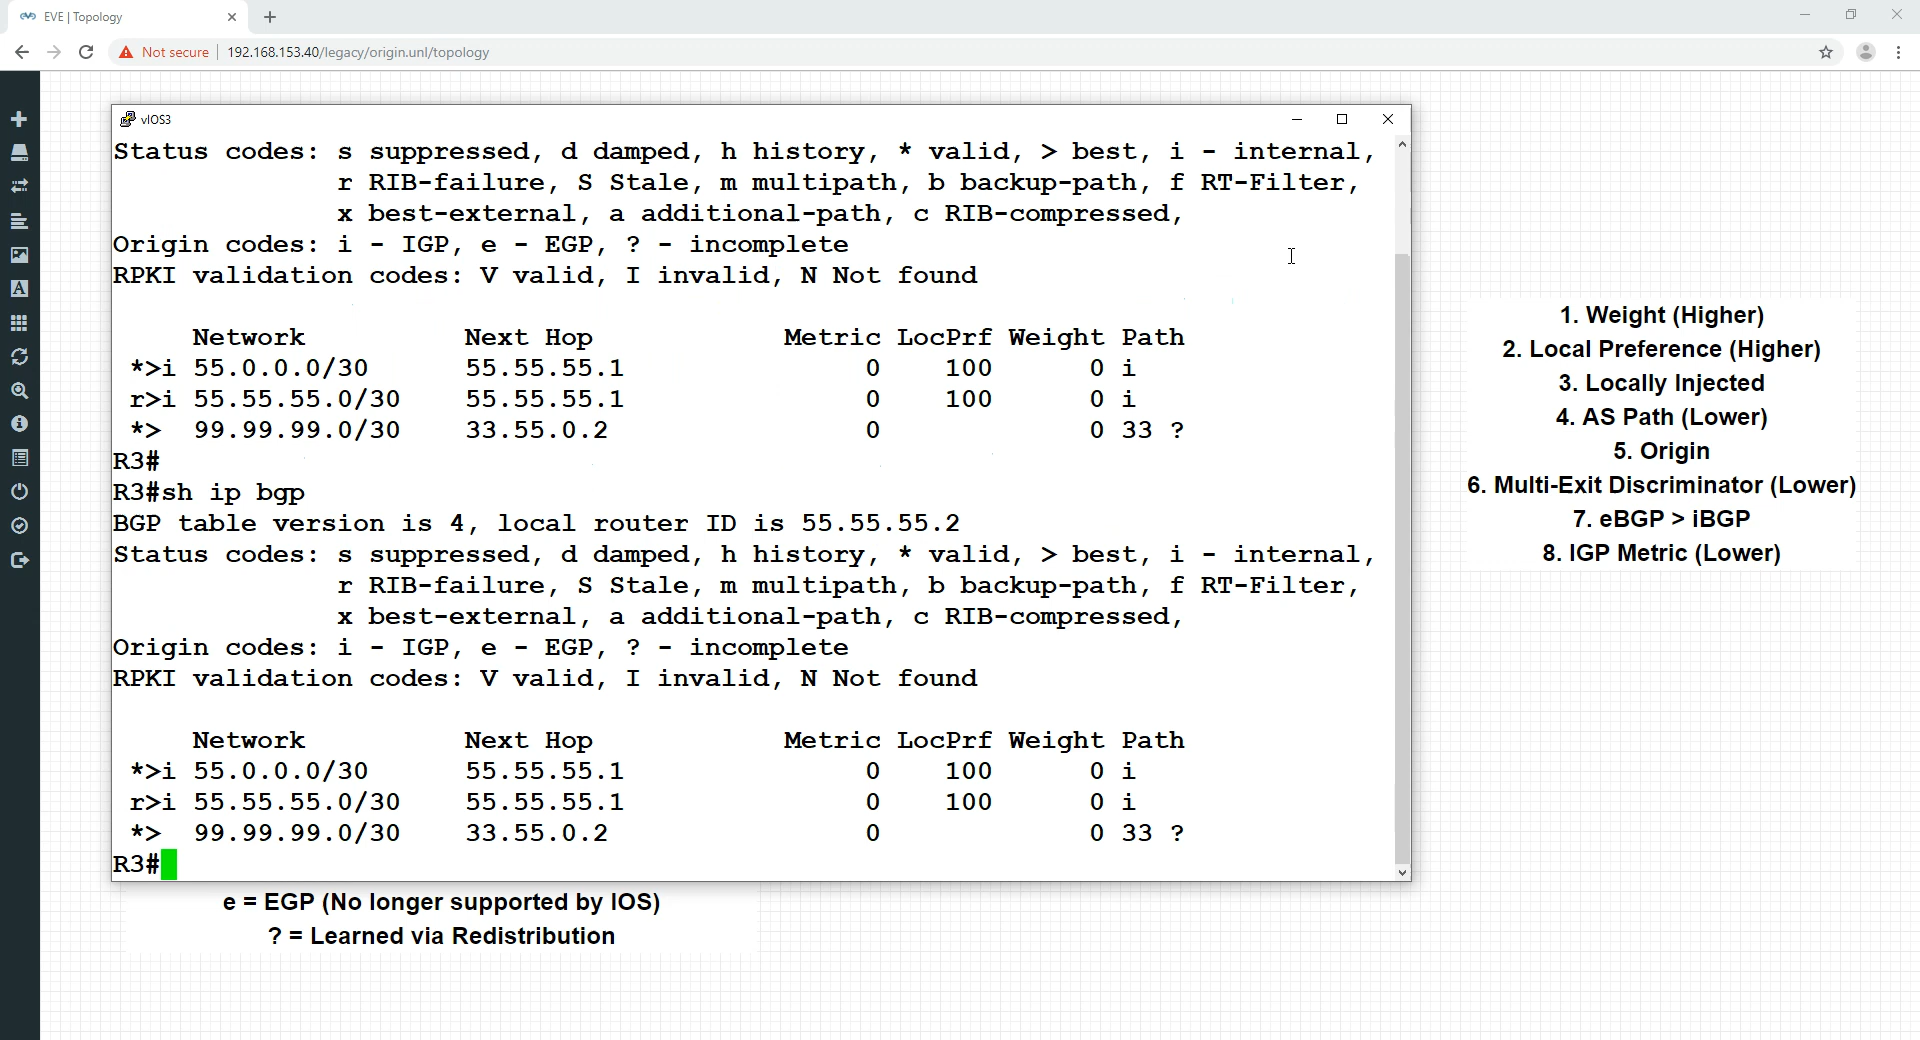 EVE | Topology
Not secure
192.168.153.40/legacy/origin.unl/topology
vIOS3
Status codes: s suppressed, d damped, h history, * valid, > best, i - internal,
r RIB-failure, S Stale, m multipath, b backup-path, f RT-Filter,
x best-external, a additional-path, c RIB-compressed,
Origin codes: i - IGP, e - EGP, ? - incomplete
RPKI validation codes: V valid, I invalid, N Not found
Network Next Hop Metric LocPrf Weight Path
*>i 55.0.0.0/30 55.55.55.1 0 100 0 i
r>i 55.55.55.0/30 55.55.55.1 0 100 0 i
*> 99.99.99.0/30 33.55.0.2 0 0 33 ?
R3#
R3#sh ip bgp
BGP table version is 4, local router ID is 55.55.55.2
Status codes: s suppressed, d damped, h history, * valid, > best, i - internal,
r RIB-failure, S Stale, m multipath, b backup-path, f RT-Filter,
x best-external, a additional-path, c RIB-compressed,
Origin codes: i - IGP, e - EGP, ? - incomplete
RPKI validation codes: V valid, I invalid, N Not found
Network Next Hop Metric LocPrf Weight Path
*>i 55.0.0.0/30 55.55.55.1 0 100 0 i
r>i 55.55.55.0/30 55.55.55.1 0 100 0 i
*> 99.99.99.0/30 33.55.0.2 0 0 33 ?
R3#
e = EGP (No longer supported by IOS)
? = Learned via Redistribution
1. Weight (Higher)
2. Local Preference (Higher)
3. Locally Injected
4. AS Path (Lower)
5. Origin
6. Multi-Exit Discriminator (Lower)
7. eBGP > iBGP
8. IGP Metric (Lower)